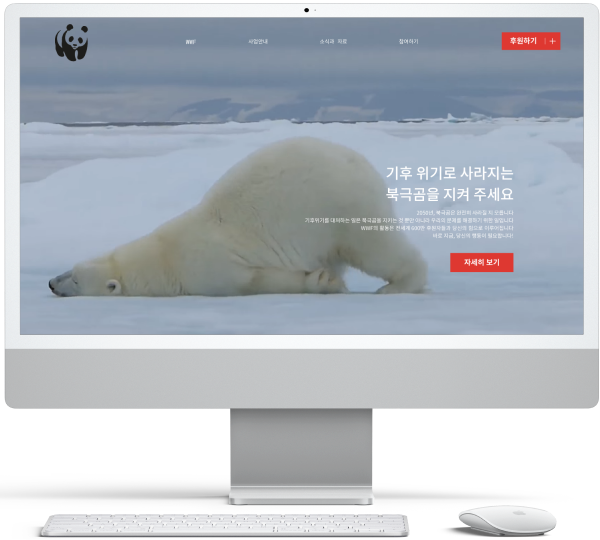 WWF
사업안내
소식과 자료
참여하기
후원하기
기후 위기로 사라지는
북극곰을 지켜 주세요
2050년, 북극곰은 완전히 사라질 지 모릅니다
기후위기를 대처하는 일은 북극곰을 지키는 것 뿐만 아니라 우리의 문제를 해결하기 위한 일입니다
WWF의 활동은 전세계 600만 후원자들과 당신의 힘으로 이루어집니다
바로 지금, 당신의 행동이 필요합니다!
자세히 보기